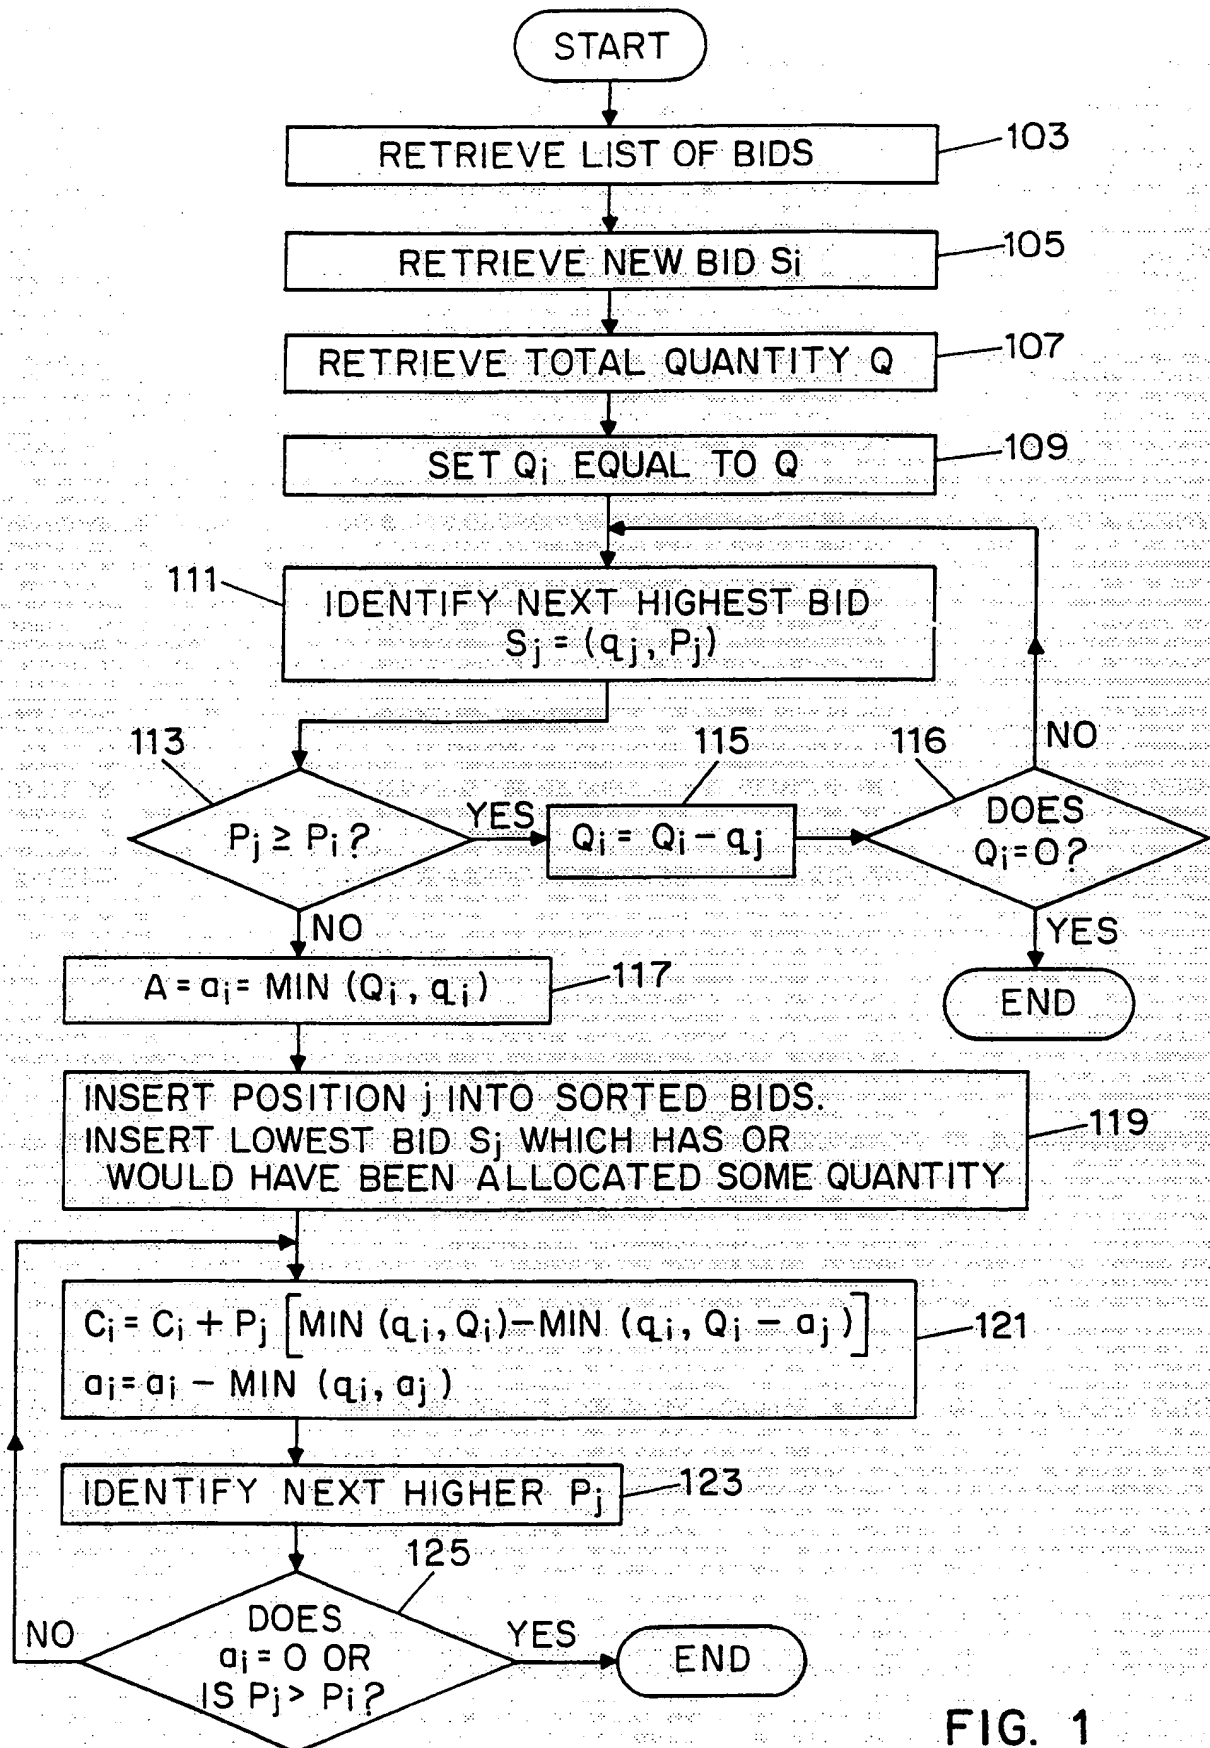 START
RETRIEVE LIST OF BIDS
103
RETRIEVE NEW BID Si
105
RETRIEVE TOTAL QUANTITY Q
107
SET Qi EQUAL TO Q
109
111
IDENTIFY NEXT HIGHEST BID
Sj = (qj, Pj)
113
Pj ≥ Pi?
YES
115
Qi = Qi - qj
116
DOES
Qi = 0?
NO
YES
END
NO
A = ai = MIN (Qi, qi)
117
INSERT POSITION j INTO SORTED BIDS.
INSERT LOWEST BID Sj WHICH HAS OR
WOULD HAVE BEEN ALLOCATED SOME QUANTITY
119
Ci = Ci + Pj [MIN (qi, Qi) - MIN (qi, Qi - aj)]
ai = ai - MIN (qi, aj)
121
IDENTIFY NEXT HIGHER Pj
123
125
DOES
ai = 0 OR
IS Pj > Pi?
NO
YES
END
FIG. 1